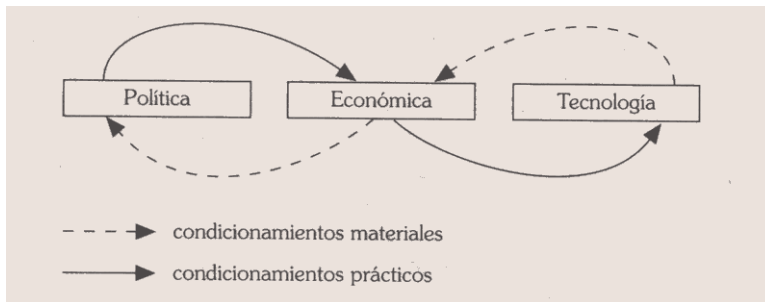 Política
Económica
Tecnología
condicionamientos materiales
condicionamientos prácticos